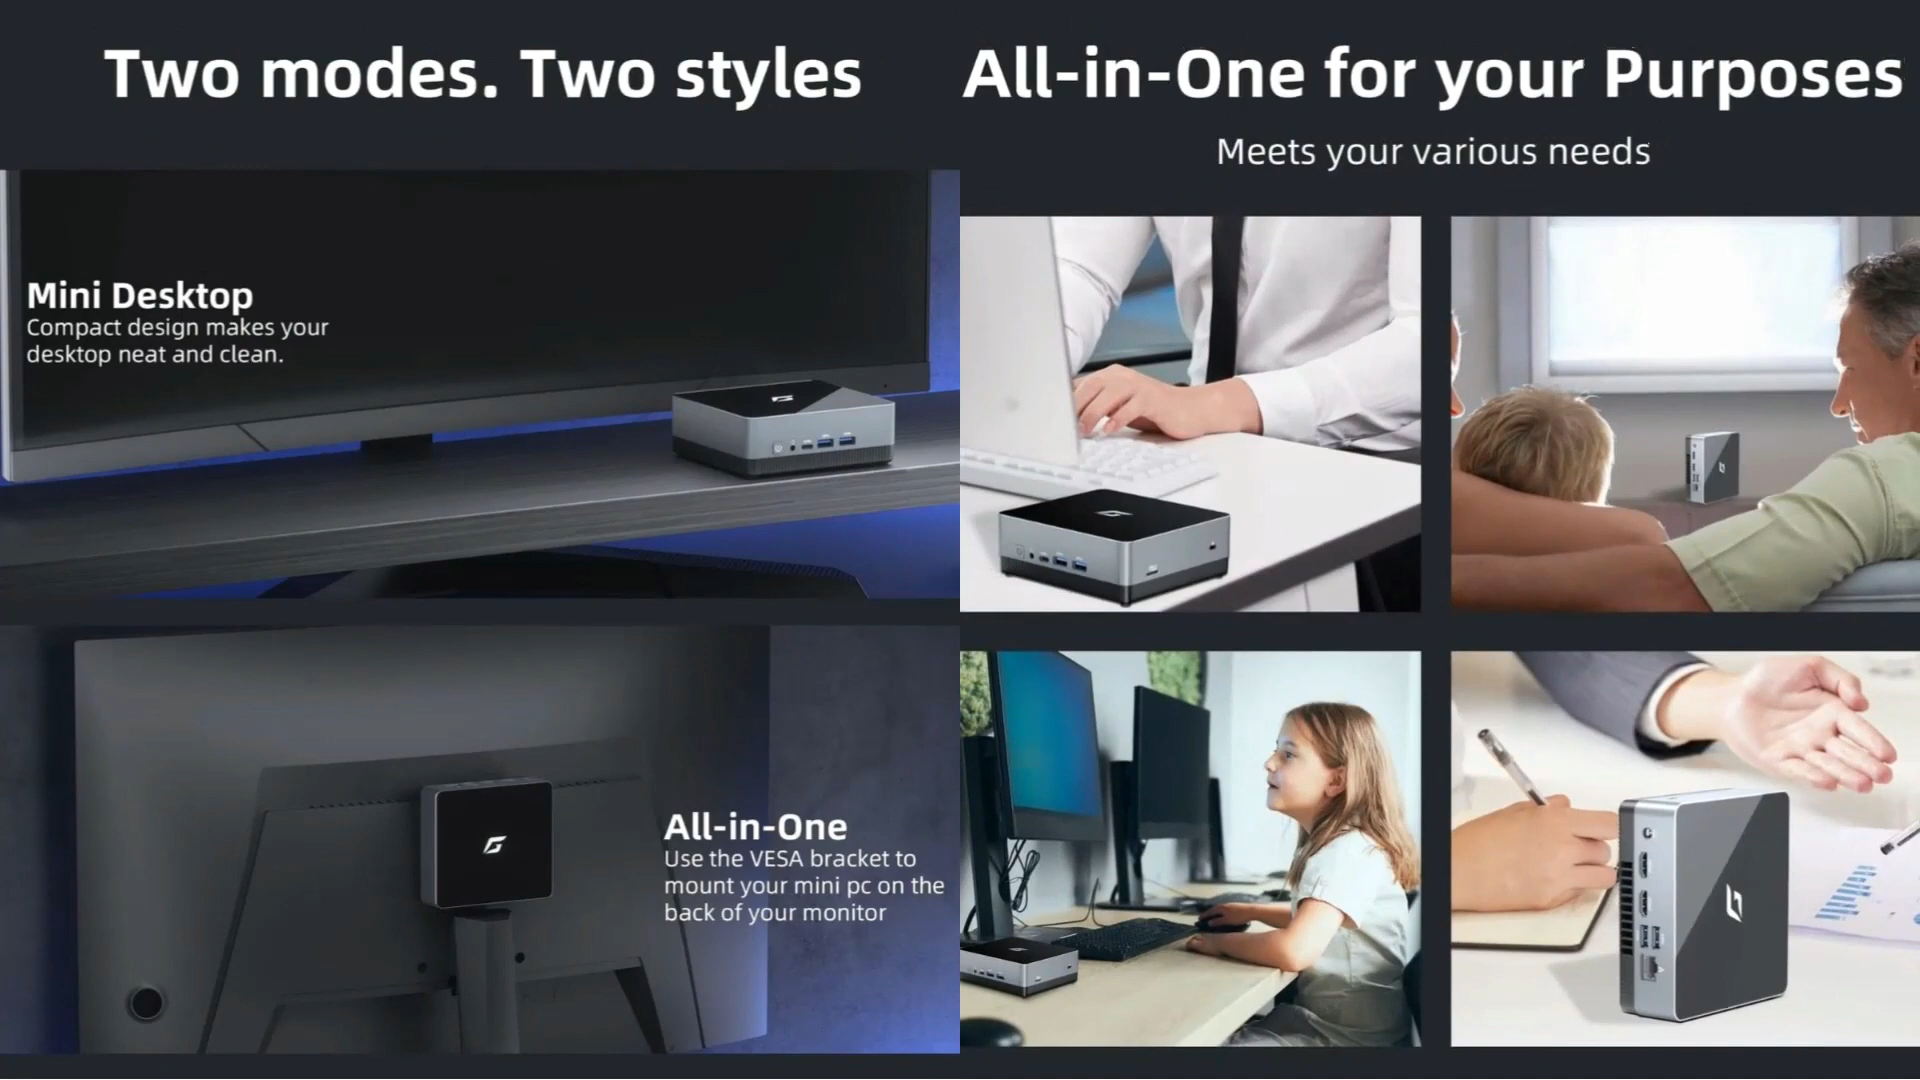 Two modes. Two styles
Mini Desktop
Compact design makes your
desktop neat and clean.
All-in-One
Use the VESA bracket to
mount your mini pc on the
back of your monitor
All-in-One for your Purposes
Meets your various needs